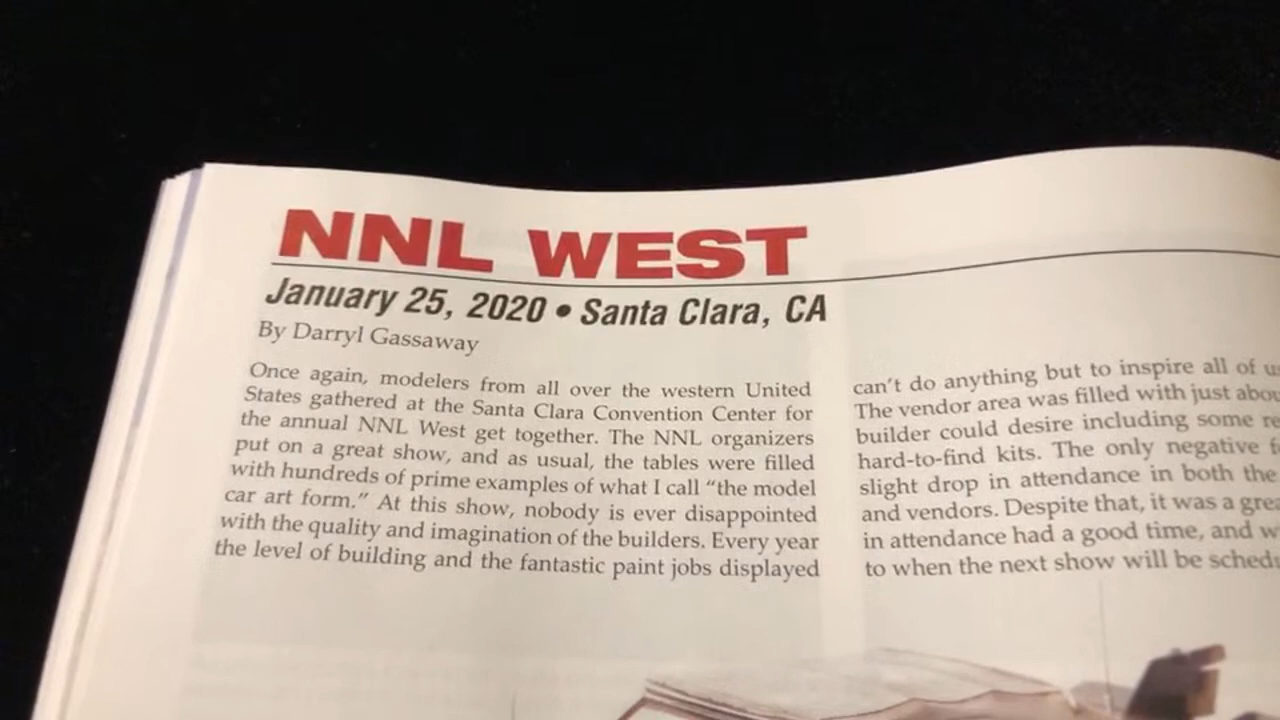 NNL WEST
January 25, 2020 • Santa Clara, CA
By Darryl Gassaway
Once again, modelers from all over the western United
States gathered at the Santa Clara Convention Center for
the annual NNL West get together. The NNL organizers
put on a great show, and as usual, the tables were filled
with hundreds of prime examples of what I call “the model
car art form.” At this show, nobody is ever disappointed
with the quality and imagination of the builders. Every year
the level of building and the fantastic paint jobs displayed
can't do anything but to inspire all of
The vendor area was filled with just
builder could desire including some
hard-to-find kits. The only negative
slight drop in attendance in both the
and vendors. Despite that, it was a
in attendance had a good time, and
to when the next show will be